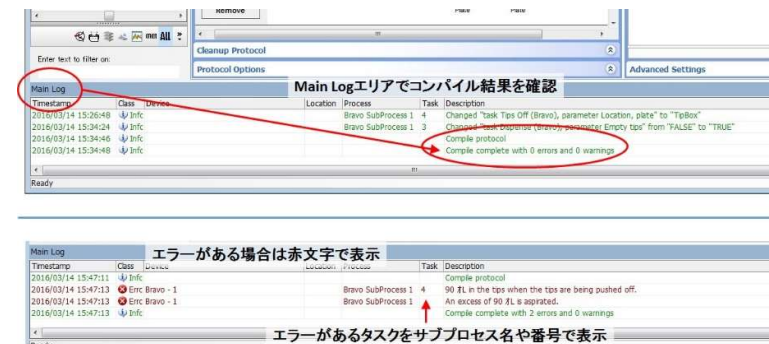 Remove
Plate Plate
ALL
Enter text to filter on:
Cleanup Protocol
Protocol Options
Advanced Settings
Main Log
Main Logエリアでコンパイル結果を確認
Timestamp Class Device Location Process Task Description
2016/03/14 15:26:48 Info Bravo SubProcess 1 4 Changed "task Tips Off (Bravo), parameter Location, plate" to "TipBox"
2016/03/14 15:34:24 Info Bravo SubProcess 1 3 Changed "task Dispense (Bravo), parameter Empty tips" from "FALSE" to "TRUE"
2016/03/14 15:34:46 Info Compile protocol
2016/03/14 15:34:48 Info Compile complete with 0 errors and 0 warnings
Ready
Main Log
エラーがある場合は赤文字で表示
Timestamp Class Device Location Process Task Description
2016/03/14 15:47:11 Info Compile protocol
2016/03/14 15:47:13 Errc Bravo - 1 Bravo SubProcess 1 4 90 ｵL in the tips when the tips are being pushed off.
2016/03/14 15:47:13 Errc Bravo - 1 Bravo SubProcess 1 An excess of 90 ｵL is aspirated.
2016/03/14 15:47:13 Info Compile complete with 2 errors and 0 warnings
エラーがあるタスクをサブプロセス名や番号で表示